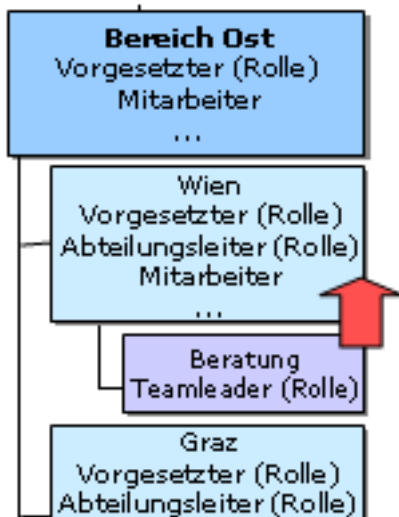 Bereich Ost
Vorgesetzter (Rolle)
Mitarbeiter
...
Wien
Vorgesetzter (Rolle)
Abteilungsleiter (Rolle)
Mitarbeiter
...
Beratung
Teamleader (Rolle)
Graz
Vorgesetzter (Rolle)
Abteilungsleiter (Rolle)